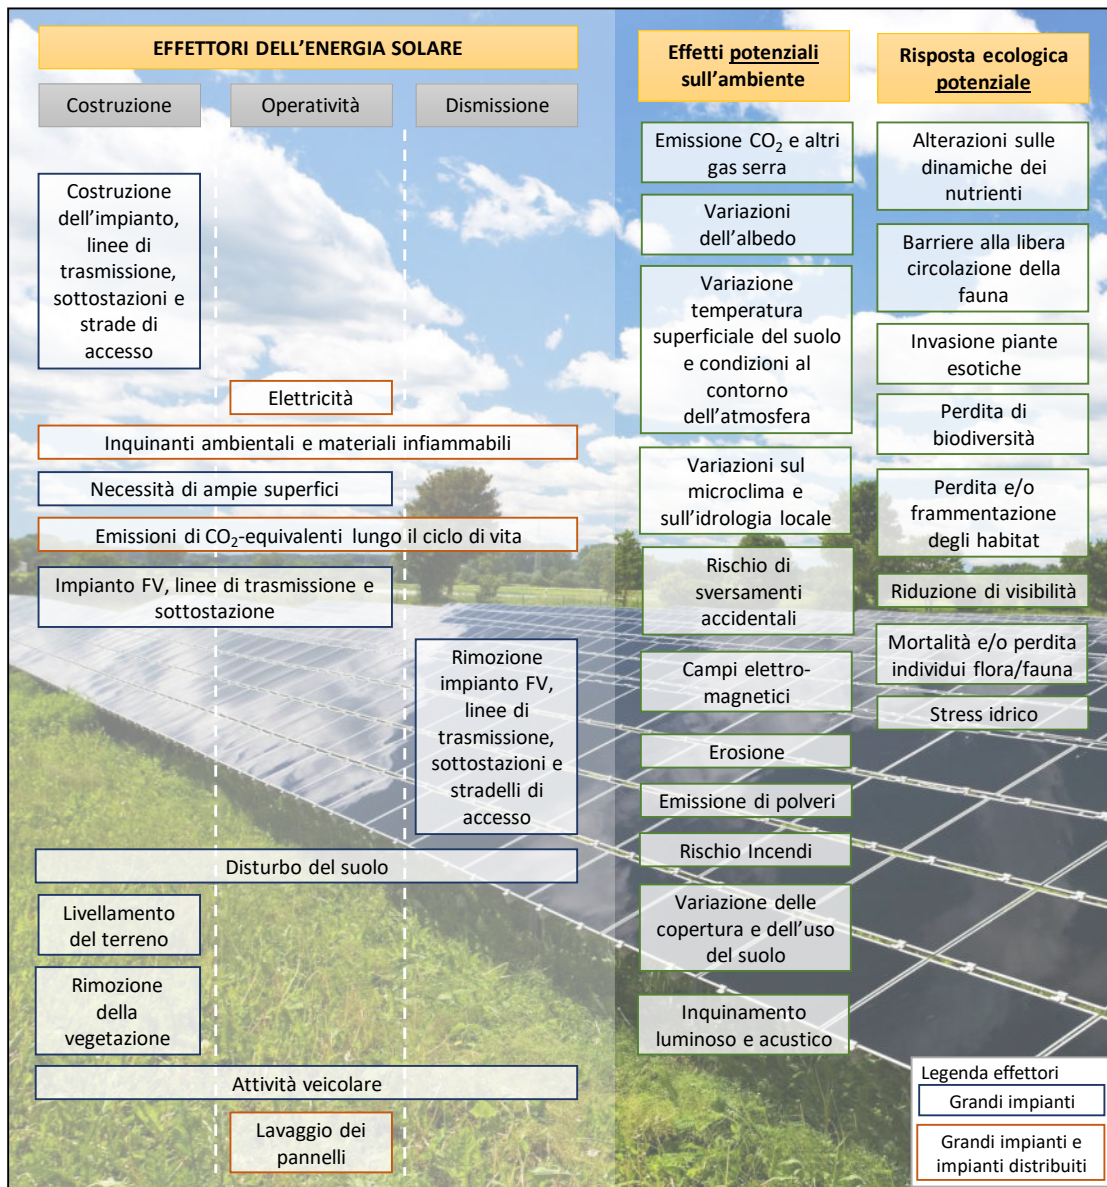 EFFETTORI DELL'ENERGIA SOLARE
Costruzione
Operatività
Dismissione
Costruzione
dell'impianto,
linee di
trasmissione,
sottostazioni e
strade di
accesso
Elettricità
Inquinanti ambientali e materiali infiammabili
Necessità di ampie superfici
Emissioni di CO₂-equivalenti lungo il ciclo di vita
Impianto FV, linee di trasmissione e
sottostazione
Rimozione
impianto FV,
linee di
trasmissione,
sottostazioni e
stradelli di
accesso
Disturbo del suolo
Livellamento
del terreno
Rimozione
della
vegetazione
Attività veicolare
Lavaggio dei
pannelli
Effetti potenziali
sull'ambiente
Emissione CO₂ e altri
gas serra
Variazioni
dell'albedo
Variazione
temperatura
superficiale del suolo
e condizioni al
contorno
dell'atmosfera
Variazioni sul
microclima e
sull'idrologia locale
Rischio di
sversamenti
accidentali
Campi elettro-
magnetici
Erosione
Emissione di polveri
Rischio Incendi
Variazione delle
copertura e dell'uso
del suolo
Inquinamento
luminoso e acustico
Risposta ecologica
potenziale
Alterazioni sulle
dinamiche dei
nutrienti
Barriere alla libera
circolazione della
fauna
Invasione piante
esotiche
Perdita di
biodiversità
Perdita e/o
frammentazione
degli habitat
Riduzione di visibilità
Mortalità e/o perdita
individui flora/fauna
Stress idrico
Legenda effettori
Grandi impianti
Grandi impianti e
impianti distribuiti